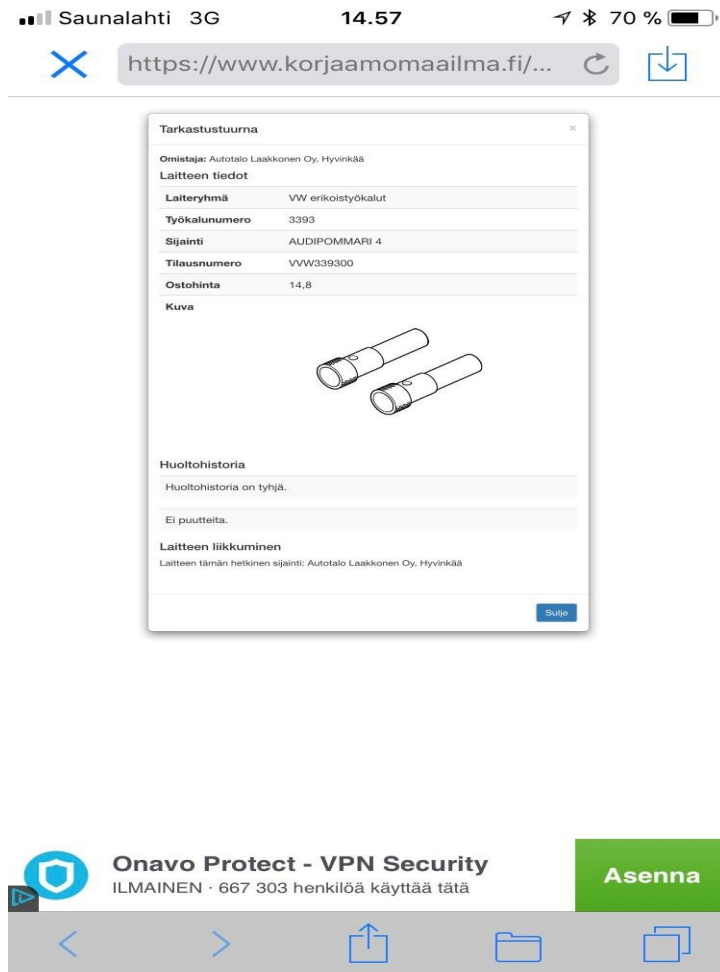 Saunalahti 3G 14.57 70 %
https://www.korjaamomaailma.fi/...
Tarkastustuurna ×
Omistaja: Autotalo Laakkonen Oy, Hyvinkää
Laitteen tiedot
Laiteryhmä VW erikoistyökalut
Työkalunumero 3393
Sijainti AUDIPOMMARI 4
Tilausnumero VVW339300
Ostohinta 14,8
Kuva
Huoltohistoria
Huoltohistoria on tyhjä.
Ei puutteita.
Laitteen liikkuminen
Laitteen tämän hetkinen sijainti: Autotalo Laakkonen Oy, Hyvinkää
Sulje
Onavo Protect - VPN Security
ILMAINEN · 667 303 henkilöä käyttää tätä
Asenna